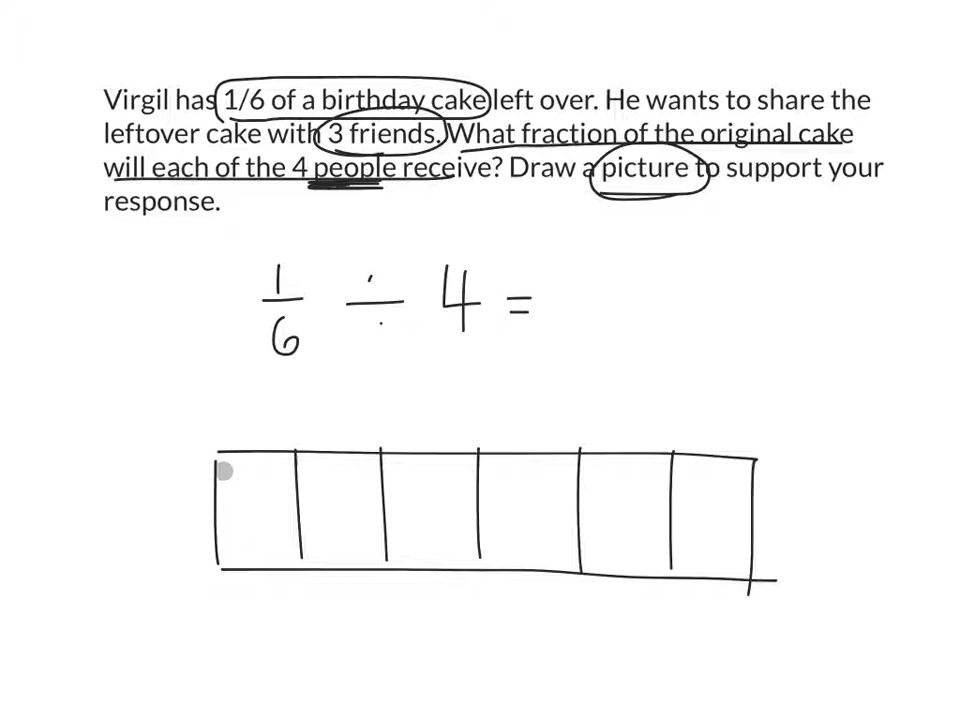 Virgil has 1/6 of a birthday cake left over. He wants to share the
leftover cake with 3 friends. What fraction of the original cake
will each of the 4 people receive? Draw a picture to support your
response.
1/6 ÷ 4 =